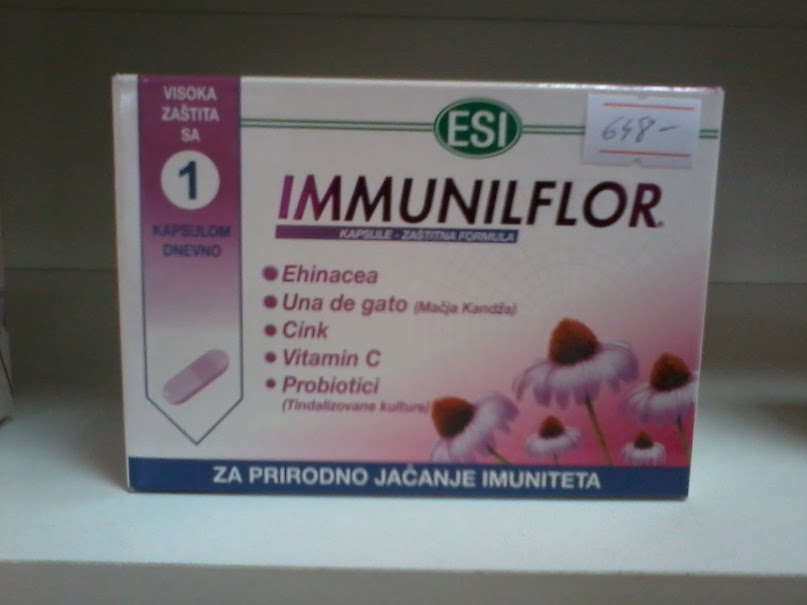 VISOKA
ZAŠTITA
SA
1
KAPSULOM
DNEVNO
ESI
648-
IMMUNILFLOR®
KAPSULE - ZAŠTITNA FORMULA
Ehinacea
Una de gato (Mačja Kandža)
Cink
Vitamin C
Probiotici
(Tindalizovane kulture)
ZA PRIRODNO JAČANJE IMUNITETA